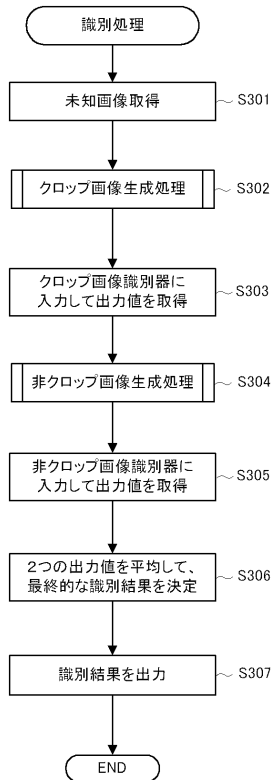 識別処理
未知画像取得
S301
クロップ画像生成処理
S302
クロップ画像識別器に
入力して出力値を取得
S303
非クロップ画像生成処理
S304
非クロップ画像識別器に
入力して出力値を取得
S305
2つの出力値を平均して、
最終的な識別結果を決定
S306
識別結果を出力
S307
END